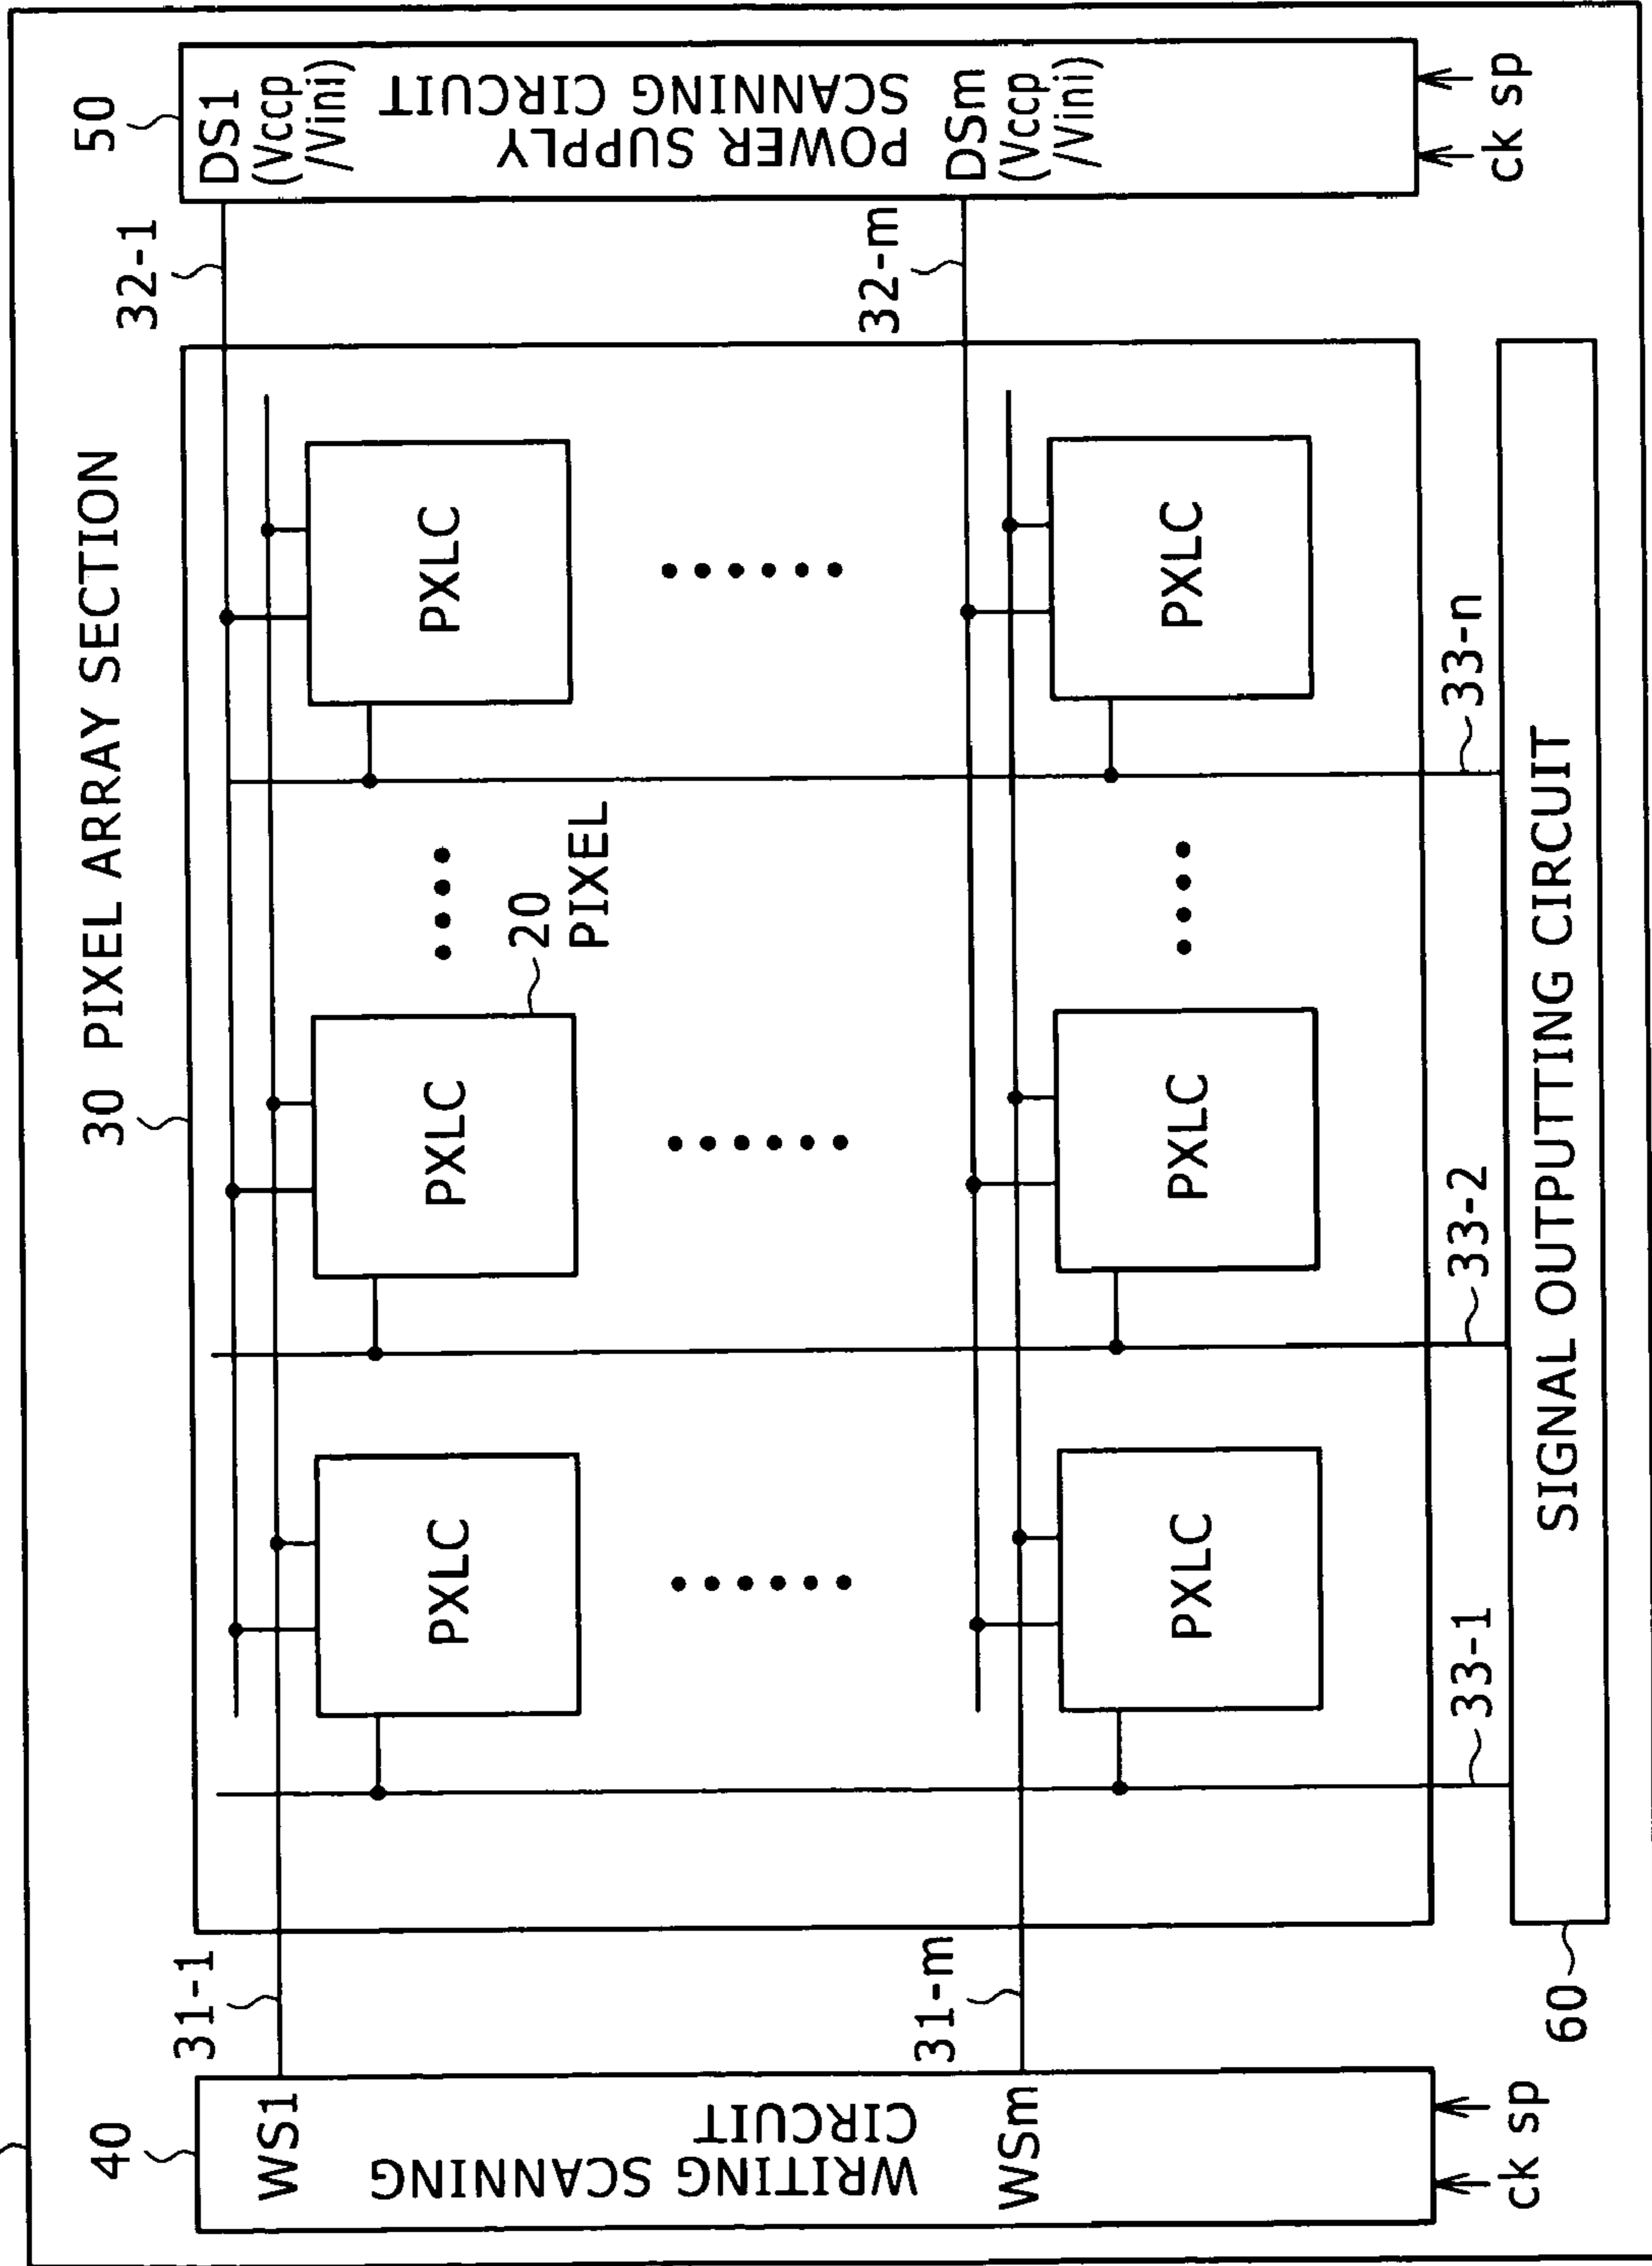 30 PIXEL ARRAY SECTION
40
31-1
32-1
50
WS1
DS1
(Vccp
/Vini)
PXLC
PXLC
PXLC
20
PIXEL
WRITING SCANNING
CIRCUIT
POWER SUPPLY
SCANNING CIRCUIT
31-m
32-m
WSm
DSm
(Vccp
/Vini)
PXLC
PXLC
PXLC
33-1
33-2
33-n
ck sp
ck sp
60
SIGNAL OUTPUTTING CIRCUIT